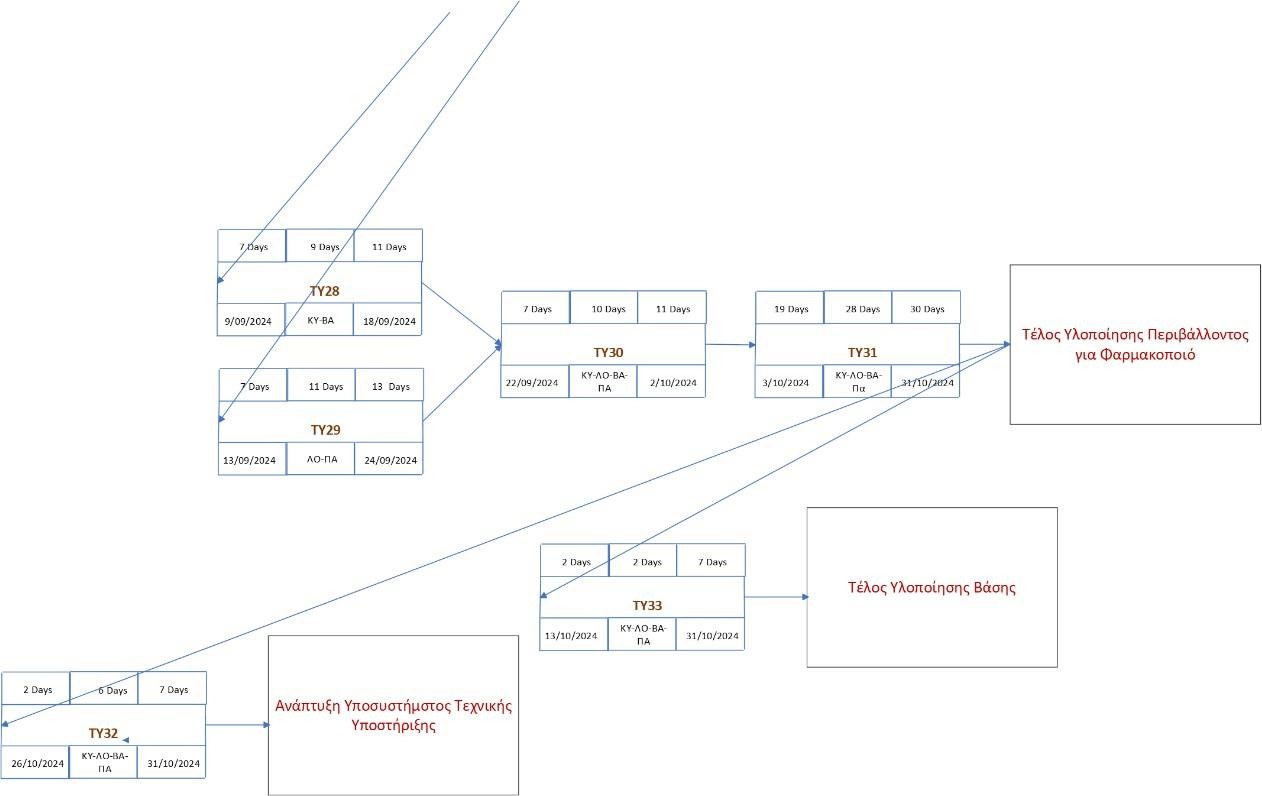 7 Days 9 Days 11 Days
ΤΥ28
9/09/2024 ΚΥ-ΒΑ 18/09/2024
7 Days 11 Days 13 Days
ΤΥ29
13/09/2024 ΛΟ-ΠΑ 24/09/2024
7 Days 10 Days 11 Days
ΤΥ30
22/09/2024 ΚΥ-ΛΟ-ΒΑ- 2/10/2024
ΠΑ
19 Days 28 Days 30 Days
ΤΥ31
3/10/2024 ΚΥ-ΛΟ-ΒΑ- 31/10/2024
Πα
Τέλος Υλοποίησης Περιβάλλοντος
για Φαρμακοποιό
2 Days 2 Days 7 Days
ΤΥ33
13/10/2024 ΚΥ-ΛΟ-ΒΑ- 31/10/2024
ΠΑ
Τέλος Υλοποίησης Βάσης
2 Days 6 Days 7 Days
ΤΥ32
26/10/2024 ΚΥ-ΛΟ-ΒΑ- 31/10/2024
ΠΑ
Ανάπτυξη Υποσυστήμστος Τεχνικής
Υποστήριξης